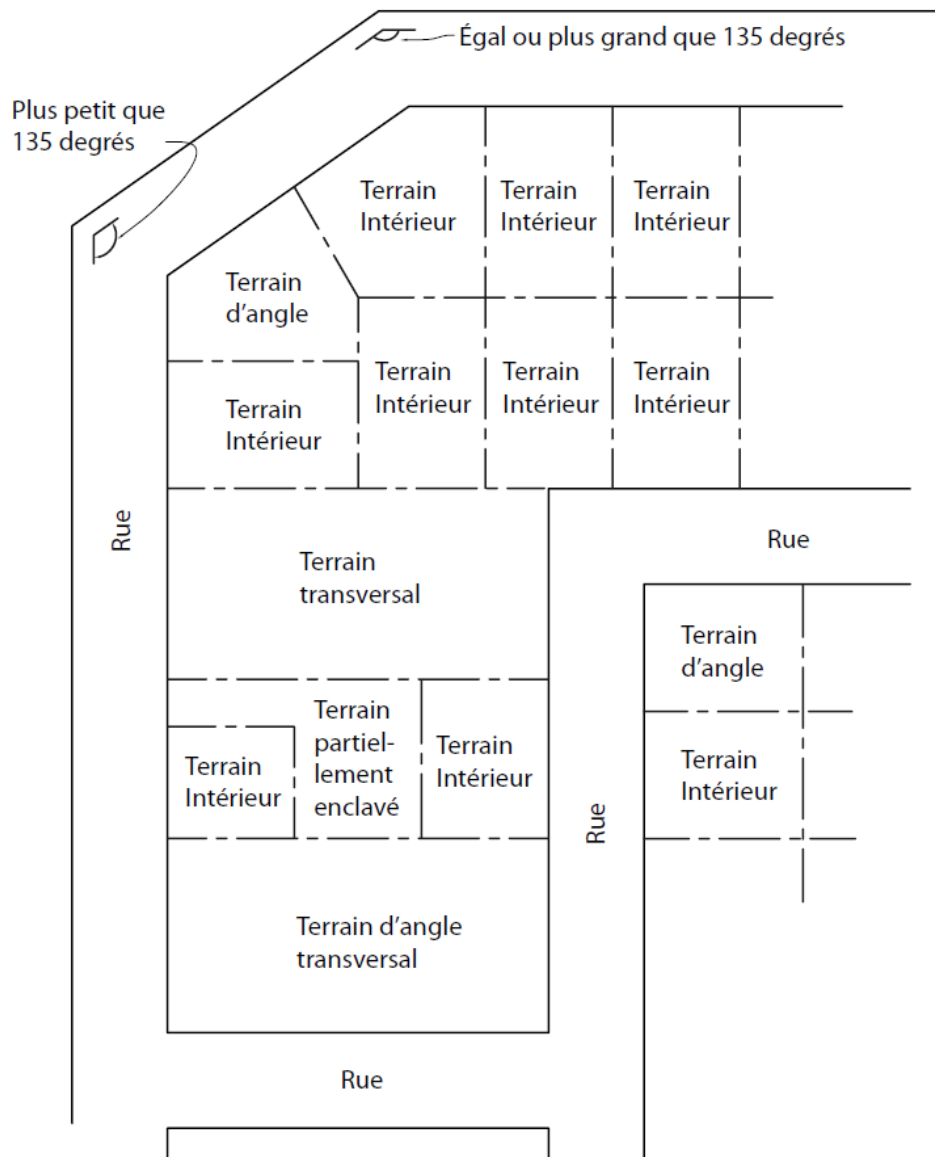 Égal ou plus grand que 135 degrés
Plus petit que
135 degrés
Terrain
Intérieur
Terrain
Intérieur
Terrain
Intérieur
Terrain
d'angle
Terrain
Intérieur
Terrain
Intérieur
Terrain
Intérieur
Terrain
Intérieur
Rue
Rue
Terrain
transversal
Terrain
d'angle
Terrain
partiel-
lement
enclavé
Terrain
Intérieur
Terrain
Intérieur
Terrain
Intérieur
Rue
Terrain d'angle
transversal
Rue